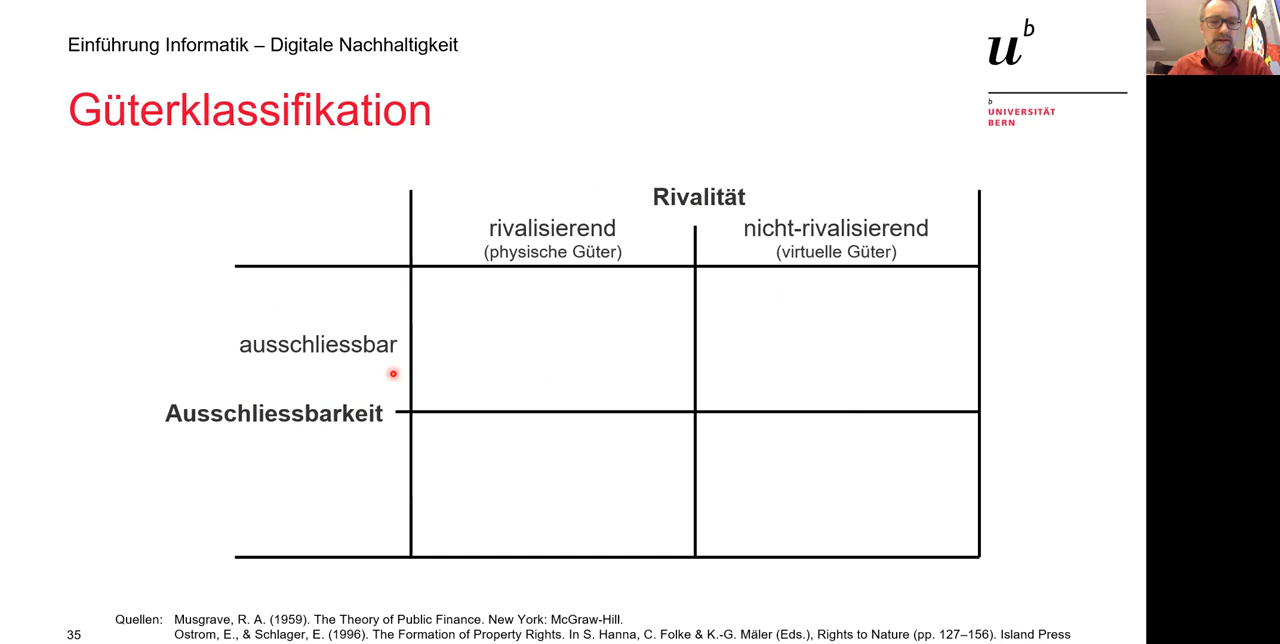 Einführung Informatik – Digitale Nachhaltigkeit
u b
b
UNIVERSITÄT
BERN
Güterklassifikation
Rivalität
rivalisierend
nicht-rivalisierend
(physische Güter)
(virtuelle Güter)
ausschliessbar
Ausschliessbarkeit
Quellen: Musgrave, R. A. (1959). The Theory of Public Finance. New York: McGraw-Hill.
35
Ostrom, E., & Schlager, E. (1996). The Formation of Property Rights. In S. Hanna, C. Folke & K.-G. Mäler (Eds.), Rights to Nature (pp. 127–156). Island Press